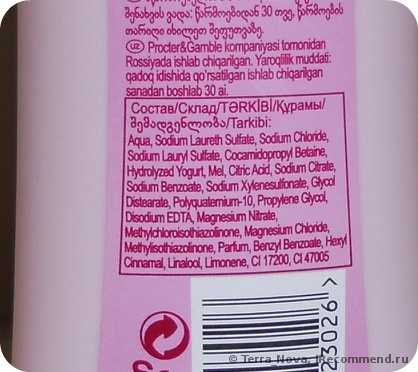 შენახვის ვადა: წარმოებიდან 30 თვე. წარმოების
თარიღი იხილეთ შეფუთვაზე.
UZ Procter&Gamble kompaniyasi tomonidan
Rossiyada ishlab chiqarilgan. Yaroqlilik muddati:
qadoq idishida qo'rsatilgan ishlab chiqarilgan
sanadan boshlab 30 ai.
Состав/Склад/TƏRKİBİ/Құрамы/
შემადგენლობა/Tarkibi:
Aqua, Sodium Laureth Sulfate, Sodium Chloride,
Sodium Lauryl Sulfate, Cocamidopropyl Betaine,
Hydrolyzed Yogurt, Mel, Citric Acid, Sodium Citrate,
Sodium Benzoate, Sodium Xylenesulfonate, Glycol
Distearate, Polyquaternium-10, Propylene Glycol,
Disodium EDTA, Magnesium Nitrate,
Methylchloroisothiazolinone, Magnesium Chloride,
Methylisothiazolinone, Parfum, Benzyl Benzoate, Hexyl
Cinnamal, Linalool, Limonene, CI 17200, CI 47005
23026
© Terra_Nova, IRecommend.ru